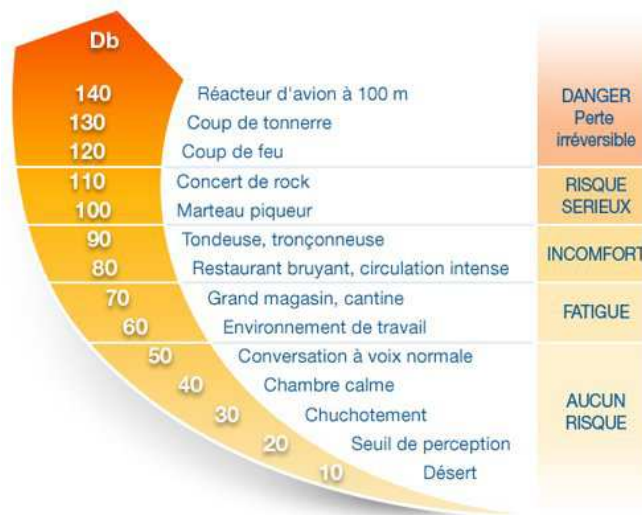 Db
140 Réacteur d'avion à 100 m
130 Coup de tonnerre
120 Coup de feu
DANGER
Perte
irréversible
110 Concert de rock
100 Marteau piqueur
RISQUE
SERIEUX
90 Tondeuse, tronçonneuse
80 Restaurant bruyant, circulation intense
INCOMFORT
70 Grand magasin, cantine
60 Environnement de travail
FATIGUE
50 Conversation à voix normale
40 Chambre calme
30 Chuchotement
20 Seuil de perception
10 Désert
AUCUN
RISQUE